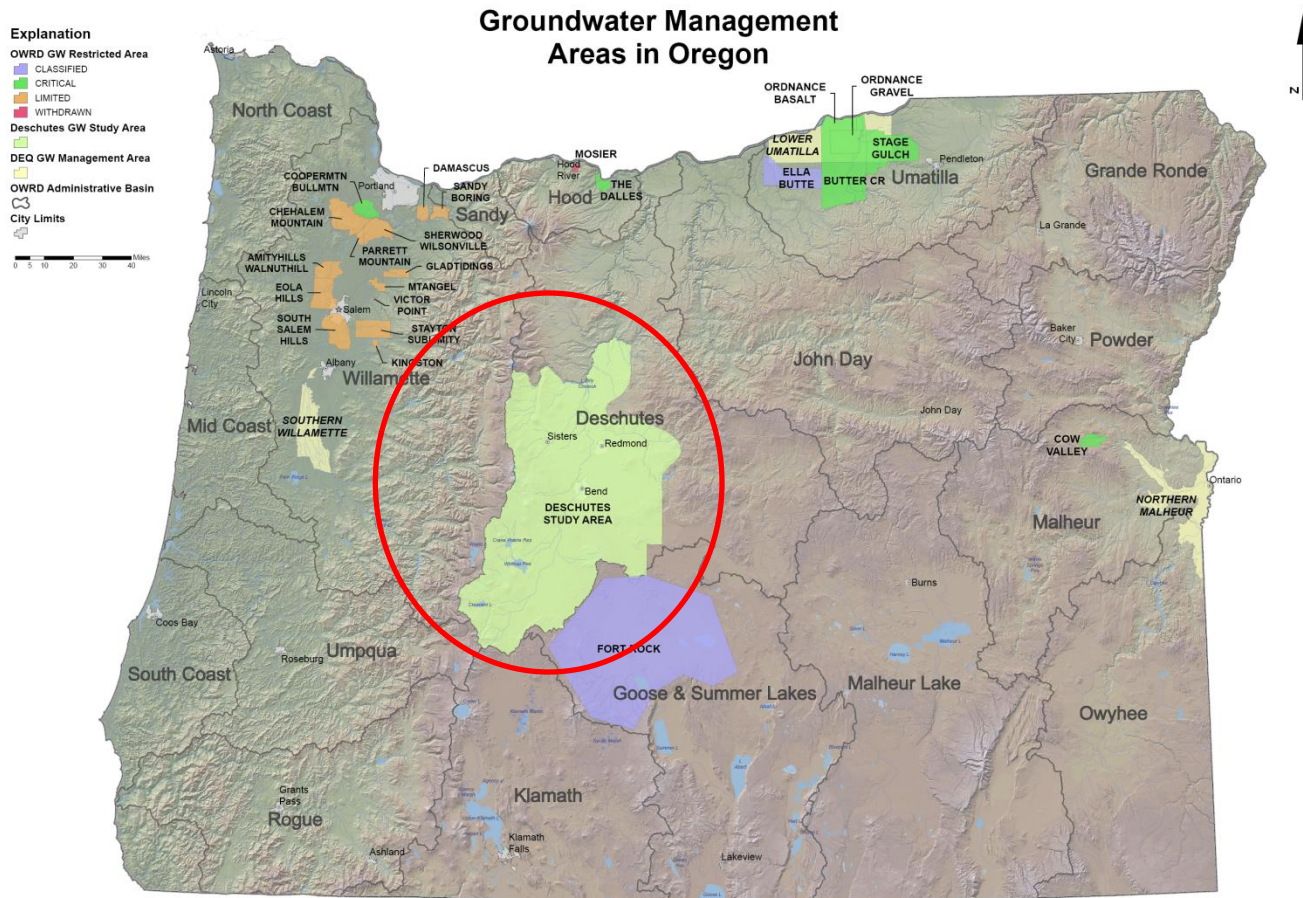 Groundwater Management
Areas in Oregon
Explanation
OWRD GW Restricted Area
CLASSIFIED
CRITICAL
LIMITED
WITHDRAWN
Deschutes GW Study Area
DEQ GW Management Area
OWRD Administrative Basin
City Limits
0 5 10 20 30 40 Miles
N
Astoria
North Coast
COOPERMTN
BULLMTN
Portland
DAMASCUS
SANDY
BORING
Sandy
CHEHALEM
MOUNTAIN
SHERWOOD
WILSONVILLE
PARRETT
MOUNTAIN
AMITYHILLS
WALNUTHILL
GLADTIDINGS
MTANGEL
EOLA
HILLS
VICTOR
POINT
Salem
Lincoln
City
SOUTH
SALEM
HILLS
STAYTON
SUBLIMITY
KINGSTON
Albany
Willamette
Mid Coast
SOUTHERN
WILLAMETTE
MOSIER
Hood
River
Hood
THE
DALLES
ORDNANCE
BASALT
ORDNANCE
GRAVEL
LOWER
UMATILLA
STAGE
GULCH
Pendleton
ELLA
BUTTE
BUTTER CR
Umatilla
Grande Ronde
La Grande
Baker
City
Powder
John Day
John Day
Deschutes
Sisters
Redmond
Bend
DESCHUTES
STUDY AREA
Crane Prairie Res
Crescent L
COW
VALLEY
Ontario
NORTHERN
MALHEUR
Malheur
Burns
Malheur L
Harney L
Malheur Lake
FORT ROCK
Goose & Summer Lakes
Summer L
Owyhee
Coos Bay
South Coast
Roseburg
Umpqua
Klamath
Klamath
Falls
Grants
Pass
Rogue
Ashland
Lakeview